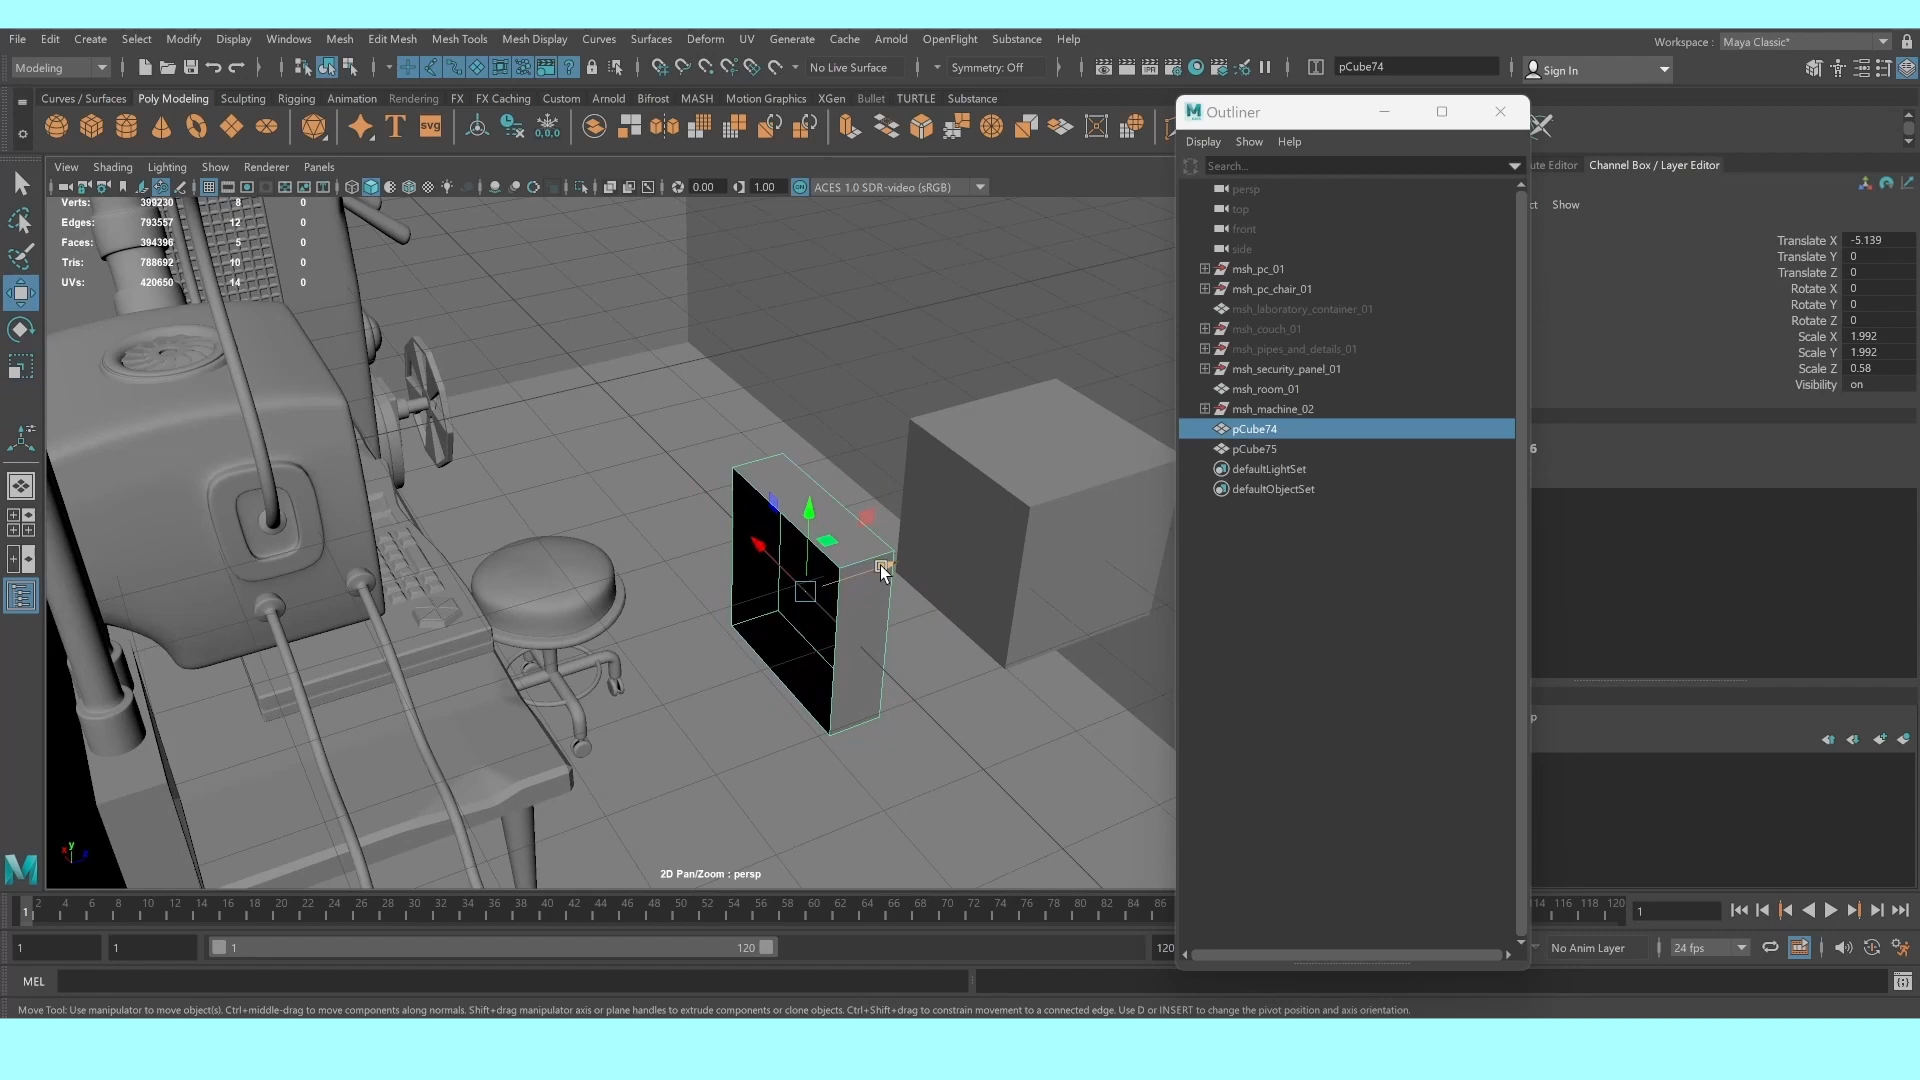 File Edit Create Select Modify Display Windows Mesh Edit Mesh Mesh Tools Mesh Display Curves Surfaces Deform UV Generate Cache Arnold OpenFlight Substance Help
Workspace : Maya Classic*
Modeling
No Live Surface
Symmetry: Off
pCube74
Sign In
Curves / Surfaces Poly Modeling Sculpting Rigging Animation Rendering FX FX Caching Custom Arnold Bifrost MASH Motion Graphics XGen Bullet TURTLE Substance
svg
0,0,0
View Shading Lighting Show Renderer Panels
IPR
0.00
1.00
ON
ACES 1.0 SDR-video (sRGB)
Verts: 399230 8 0
Edges: 793557 12 0
Faces: 394396 5 0
Tris: 788692 10 0
UVs: 420650 14 0
Outliner
Display Show Help
Search...
persp
top
front
side
msh_pc_01
msh_pc_chair_01
msh_laboratory_container_01
msh_couch_01
msh_pipes_and_details_01
msh_security_panel_01
msh_room_01
msh_machine_02
pCube74
pCube75
defaultLightSet
defaultObjectSet
ute Editor Channel Box / Layer Editor
ct Show
Translate X -5.139
Translate Y 0
Translate Z 0
Rotate X 0
Rotate Y 0
Rotate Z 0
Scale X 1.992
Scale Y 1.992
Scale Z 0.58
Visibility on
6
p
x y z
2D Pan/Zoom : persp
1 2 4 6 8 10 12 14 16 18 20 22 24 26 28 30 32 34 36 38 40 42 44 46 48 50 52 54 56 58 60 62 64 66 68 70 72 74 76 78 80 82 84 86 114 116 118 120
1
1 1 1 120 120
No Anim Layer
24 fps
MEL
Move Tool: Use manipulator to move object(s). Ctrl+middle-drag to move components along normals. Shift+drag manipulator axis or plane handles to extrude components or clone objects. Ctrl+Shift+drag to constrain movement to a connected edge. Use D or INSERT to change the pivot position and axis orientation.